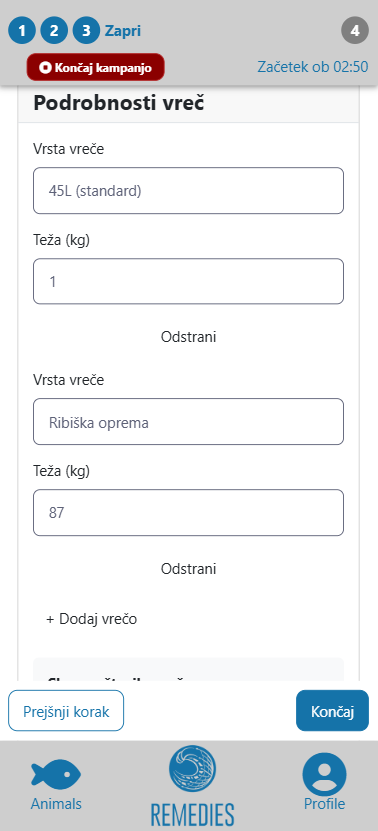 1 2 3 Zapri 4
Končaj kampanjo
Začetek ob 02:50
Podrobnosti vreč
Vrsta vreče
45L (standard)
Teža (kg)
1
Odstrani
Vrsta vreče
Ribiška oprema
Teža (kg)
87
Odstrani
+ Dodaj vrečo
Prejšnji korak
Končaj
Animals
REMEDIES
Profile